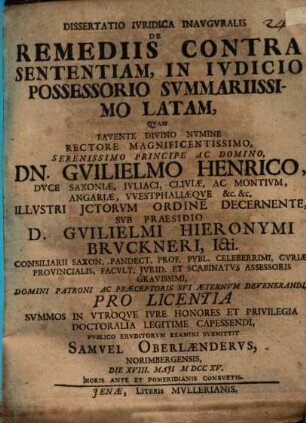 DISSERTATIO IVRIDICA INAVGVRALIS
DE
REMEDIIS CONTRA
SENTENTIAM, IN IVDICIO
POSSESSORIO SVMMARIISSI-
MO LATAM,
QVAM
FAVENTE DIVINO NVMINE
RECTORE MAGNIFICENTISSIMO,
SERENISSIMO PRINCIPE AC DOMINO,
DN. GVILIELMO HENRICO,
DVCE SAXONIÆ, IVLIACI, CLIVIÆ, AC MONTIVM,
ANGARIÆ, VVESTPHALIÆQVE &c. &c.
ILLVSTRI JCTORVM ORDINE DECERNENTE,
SVB PRAESIDIO
D. GVILIELMI HIERONYMI
BRVCKNERI, Icti.
CONSILIARII SAXON. PANDECT. PROF. PVBL. CELEBERRIMI, CVRIÆ
PROVINCIALIS, FACVLT. JVRID. ET SCABINATVS ASSESSORIS
GRAVISSIMI,
DOMINI PATRONI AC PRÆCEPTORIS SVI ÆTERNVM DEVENERANDI,
PRO LICENTIA
SVMMOS IN VTROQVE IVRE HONORES ET PRIVILEGIA
DOCTORALIA LEGITIME CAPESSENDI,
PVBLICO ERVDITORVM EXAMINI SVBMITTIT
SAMVEL OBERLÆNDERVS,
NORIMBERGENSIS,
DIE XVIII. MAJI MDCCXV.
HORIS ANTE ET POMERIDIANIS CONSVETIS.
JENÆ, LITERIS MVLLERIANIS.